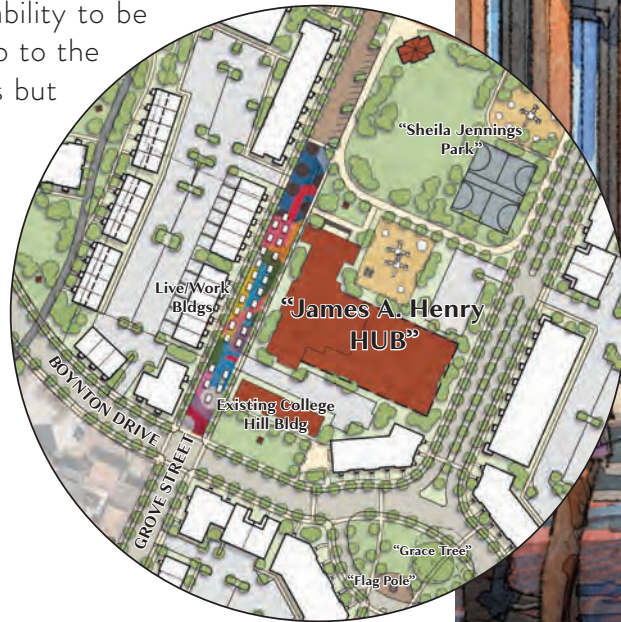 ability to be
p to the
s but
“Sheila Jennings
Park”
Live/Work
Bldgs
“James A. Henry
HUB”
Existing College
Hill Bldg
BOYNTON DRIVE
GROVE STREET
“Grace Tree”
“Flag Pole”